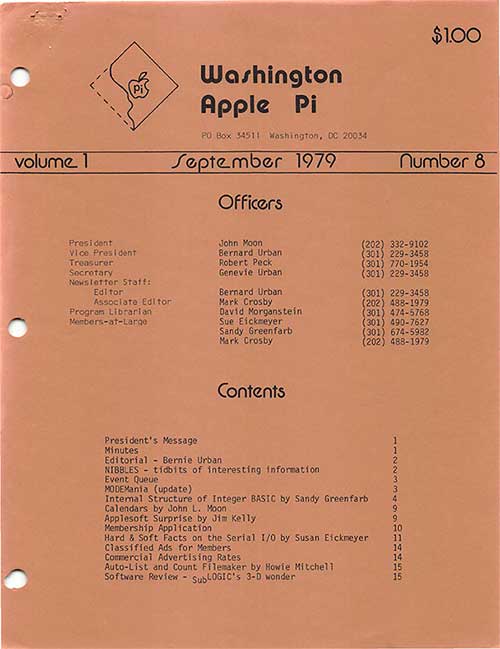 $1.00
Pi
Washington
Apple Pi
PO Box 34511 Washington, DC 20034
volume 1 September 1979 Number 8
Officers
President John Moon (202) 332-9102
Vice President Bernard Urban (301) 229-3458
Treasurer Robert Peck (301) 770-1954
Secretary Genevie Urban (301) 229-3458
Newsletter Staff:
Editor Bernard Urban (301) 229-3458
Associate Editor Mark Crosby (202) 488-1979
Program Librarian David Morganstein (301) 474-5768
Members-at-Large Sue Eickmeyer (301) 490-7627
Sandy Greenfarb (301) 674-5982
Mark Crosby (202) 488-1979
Contents
President's Message 1
Minutes 1
Editorial - Bernie Urban 2
NIBBLES - tidbits of interesting information 2
Event Queue 3
MODEMania (update) 3
Internal Structure of Integer BASIC by Sandy Greenfarb 4
Calendars by John L. Moon 9
Applesoft Surprise by Jim Kelly 9
Membership Application 10
Hard & Soft Facts on the Serial I/O by Susan Eickmeyer 11
Classified Ads for Members 14
Commercial Advertising Rates 14
Auto-List and Count Filemaker by Howie Mitchell 15
Software Review - SubLOGIC's 3-D wonder 15